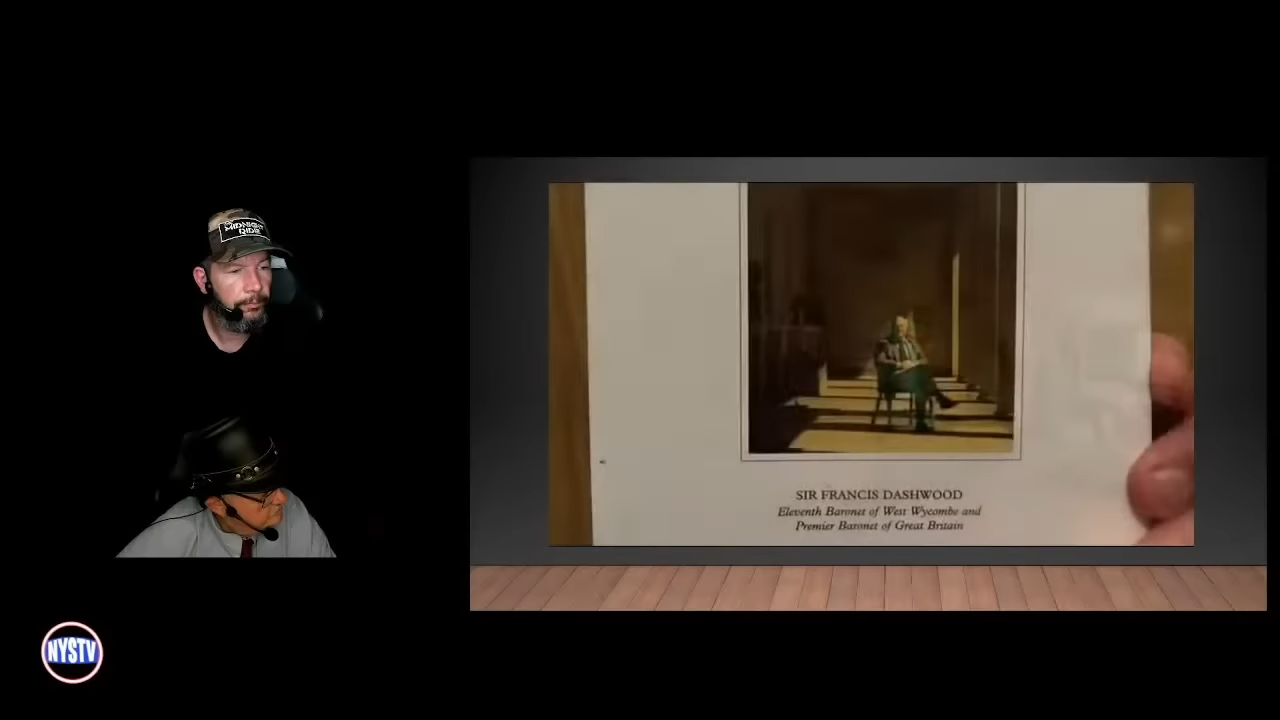 MIDNIGHT
RIDE
SIR FRANCIS DASHWOOD
Eleventh Baronet of West Wycombe and
Premier Baronet of Great Britain
NYSTV